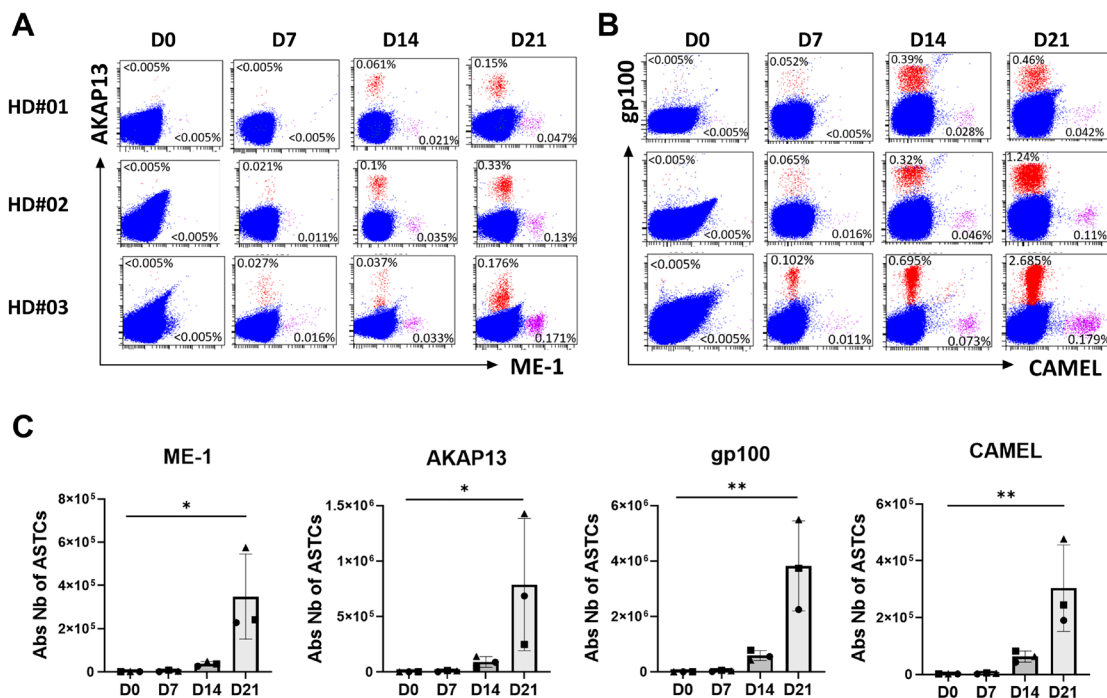 A
D0 D7 D14 D21
AKAP13
HD#01
<0.005% <0.005% 0.061% 0.15%
<0.005% <0.005% 0.021% 0.047%
HD#02
<0.005% 0.021% 0.1% 0.33%
<0.005% 0.011% 0.035% 0.13%
HD#03
<0.005% 0.027% 0.037% 0.176%
<0.005% 0.016% 0.033% 0.171%
ME-1
B
D0 D7 D14 D21
gp100
<0.005% 0.052% 0.39% 0.46%
<0.005% <0.005% 0.028% 0.042%
<0.005% 0.065% 0.32% 1.24%
<0.005% 0.016% 0.046% 0.11%
<0.005% 0.102% 0.695% 2.685%
<0.005% 0.011% 0.073% 0.179%
CAMEL
C
ME-1
Abs Nb of ASTCs
8×10⁵
6×10⁵
4×10⁵
2×10⁵
0
*
D0 D7 D14 D21
AKAP13
Abs Nb of ASTCs
1.5×10⁶
1×10⁶
5×10⁵
0
*
D0 D7 D14 D21
gp100
Abs Nb of ASTCs
6×10⁶
4×10⁶
2×10⁶
0
**
D0 D7 D14 D21
CAMEL
Abs Nb of ASTCs
6×10⁵
4×10⁵
2×10⁵
0
**
D0 D7 D14 D21